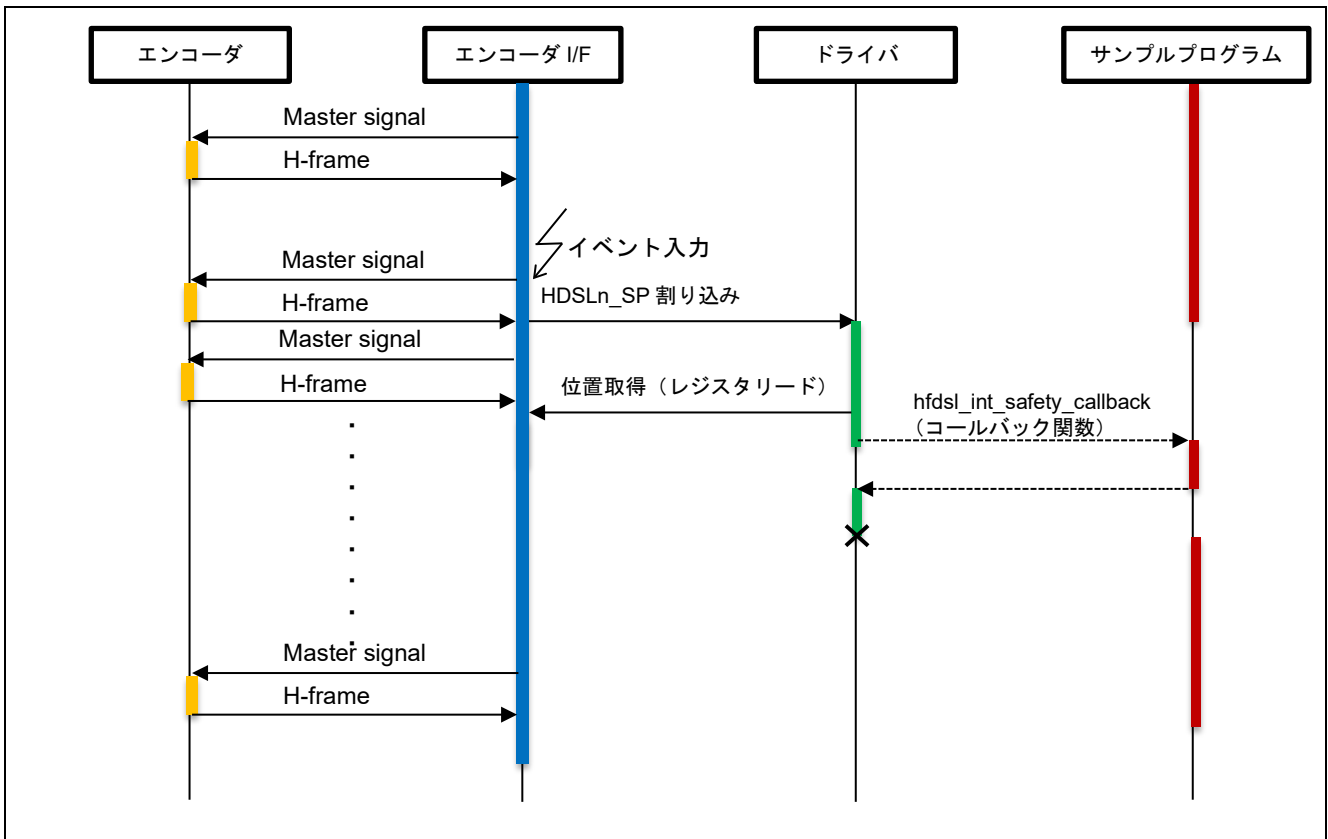 エンコーダ
エンコーダ I/F
ドライバ
サンプルプログラム
Master signal
H-frame
イベント入力
Master signal
HDSLn_SP 割り込み
H-frame
Master signal
H-frame
位置取得（レジスタリード）
hfdsl_int_safety_callback
（コールバック関数）
Master signal
H-frame